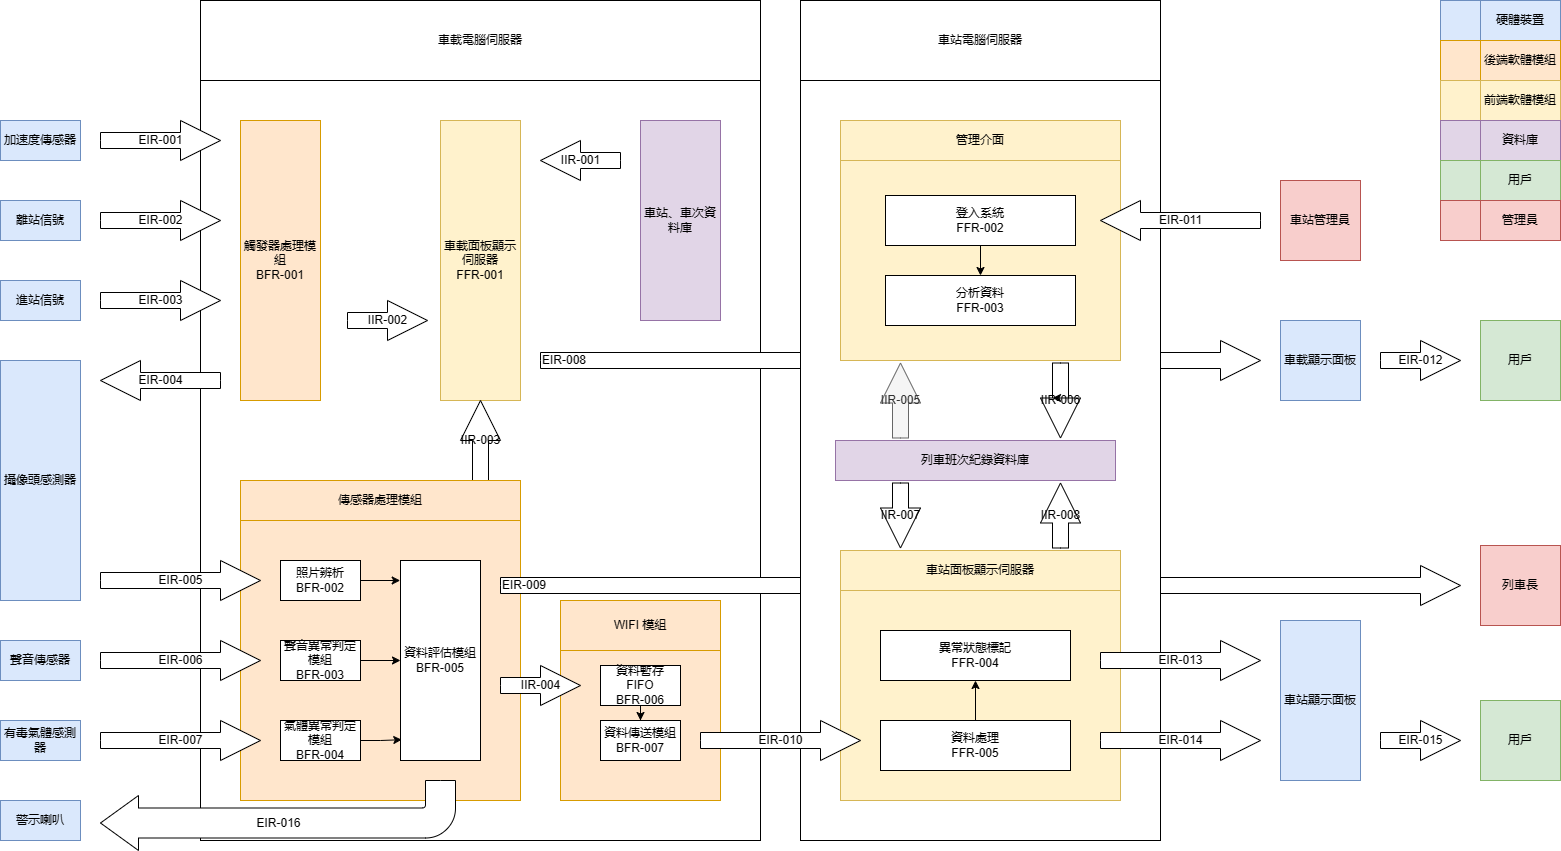 車載電腦伺服器
車站電腦伺服器
硬體裝置
後端軟體模組
前端軟體模組
資料庫
用戶
管理員
加速度傳感器
離站信號
進站信號
攝像頭感測器
聲音傳感器
有毒氣體感測
器
警示喇叭
EIR-001
EIR-002
EIR-003
EIR-004
EIR-005
EIR-006
EIR-007
EIR-016
觸發器處理模
組
BFR-001
IIR-002
車載面板顯示
伺服器
FFR-001
IIR-001
車站、車次資
料庫
EIR-008
IIR-003
傳感器處理模組
照片辨析
BFR-002
聲音異常判定
模組
BFR-003
氣體異常判定
模組
BFR-004
資料評估模組
BFR-005
EIR-009
IIR-004
WIFI 模組
資料暫存
FIFO
BFR-006
資料傳送模組
BFR-007
EIR-010
管理介面
登入系統
FFR-002
分析資料
FFR-003
IIR-005
IIR-006
列車班次紀錄資料庫
IIR-007
IIR-008
車站面板顯示伺服器
異常狀態標記
FFR-004
資料處理
FFR-005
EIR-011
車站管理員
車載顯示面板
EIR-012
用戶
列車長
EIR-013
EIR-014
車站顯示面板
EIR-015
用戶